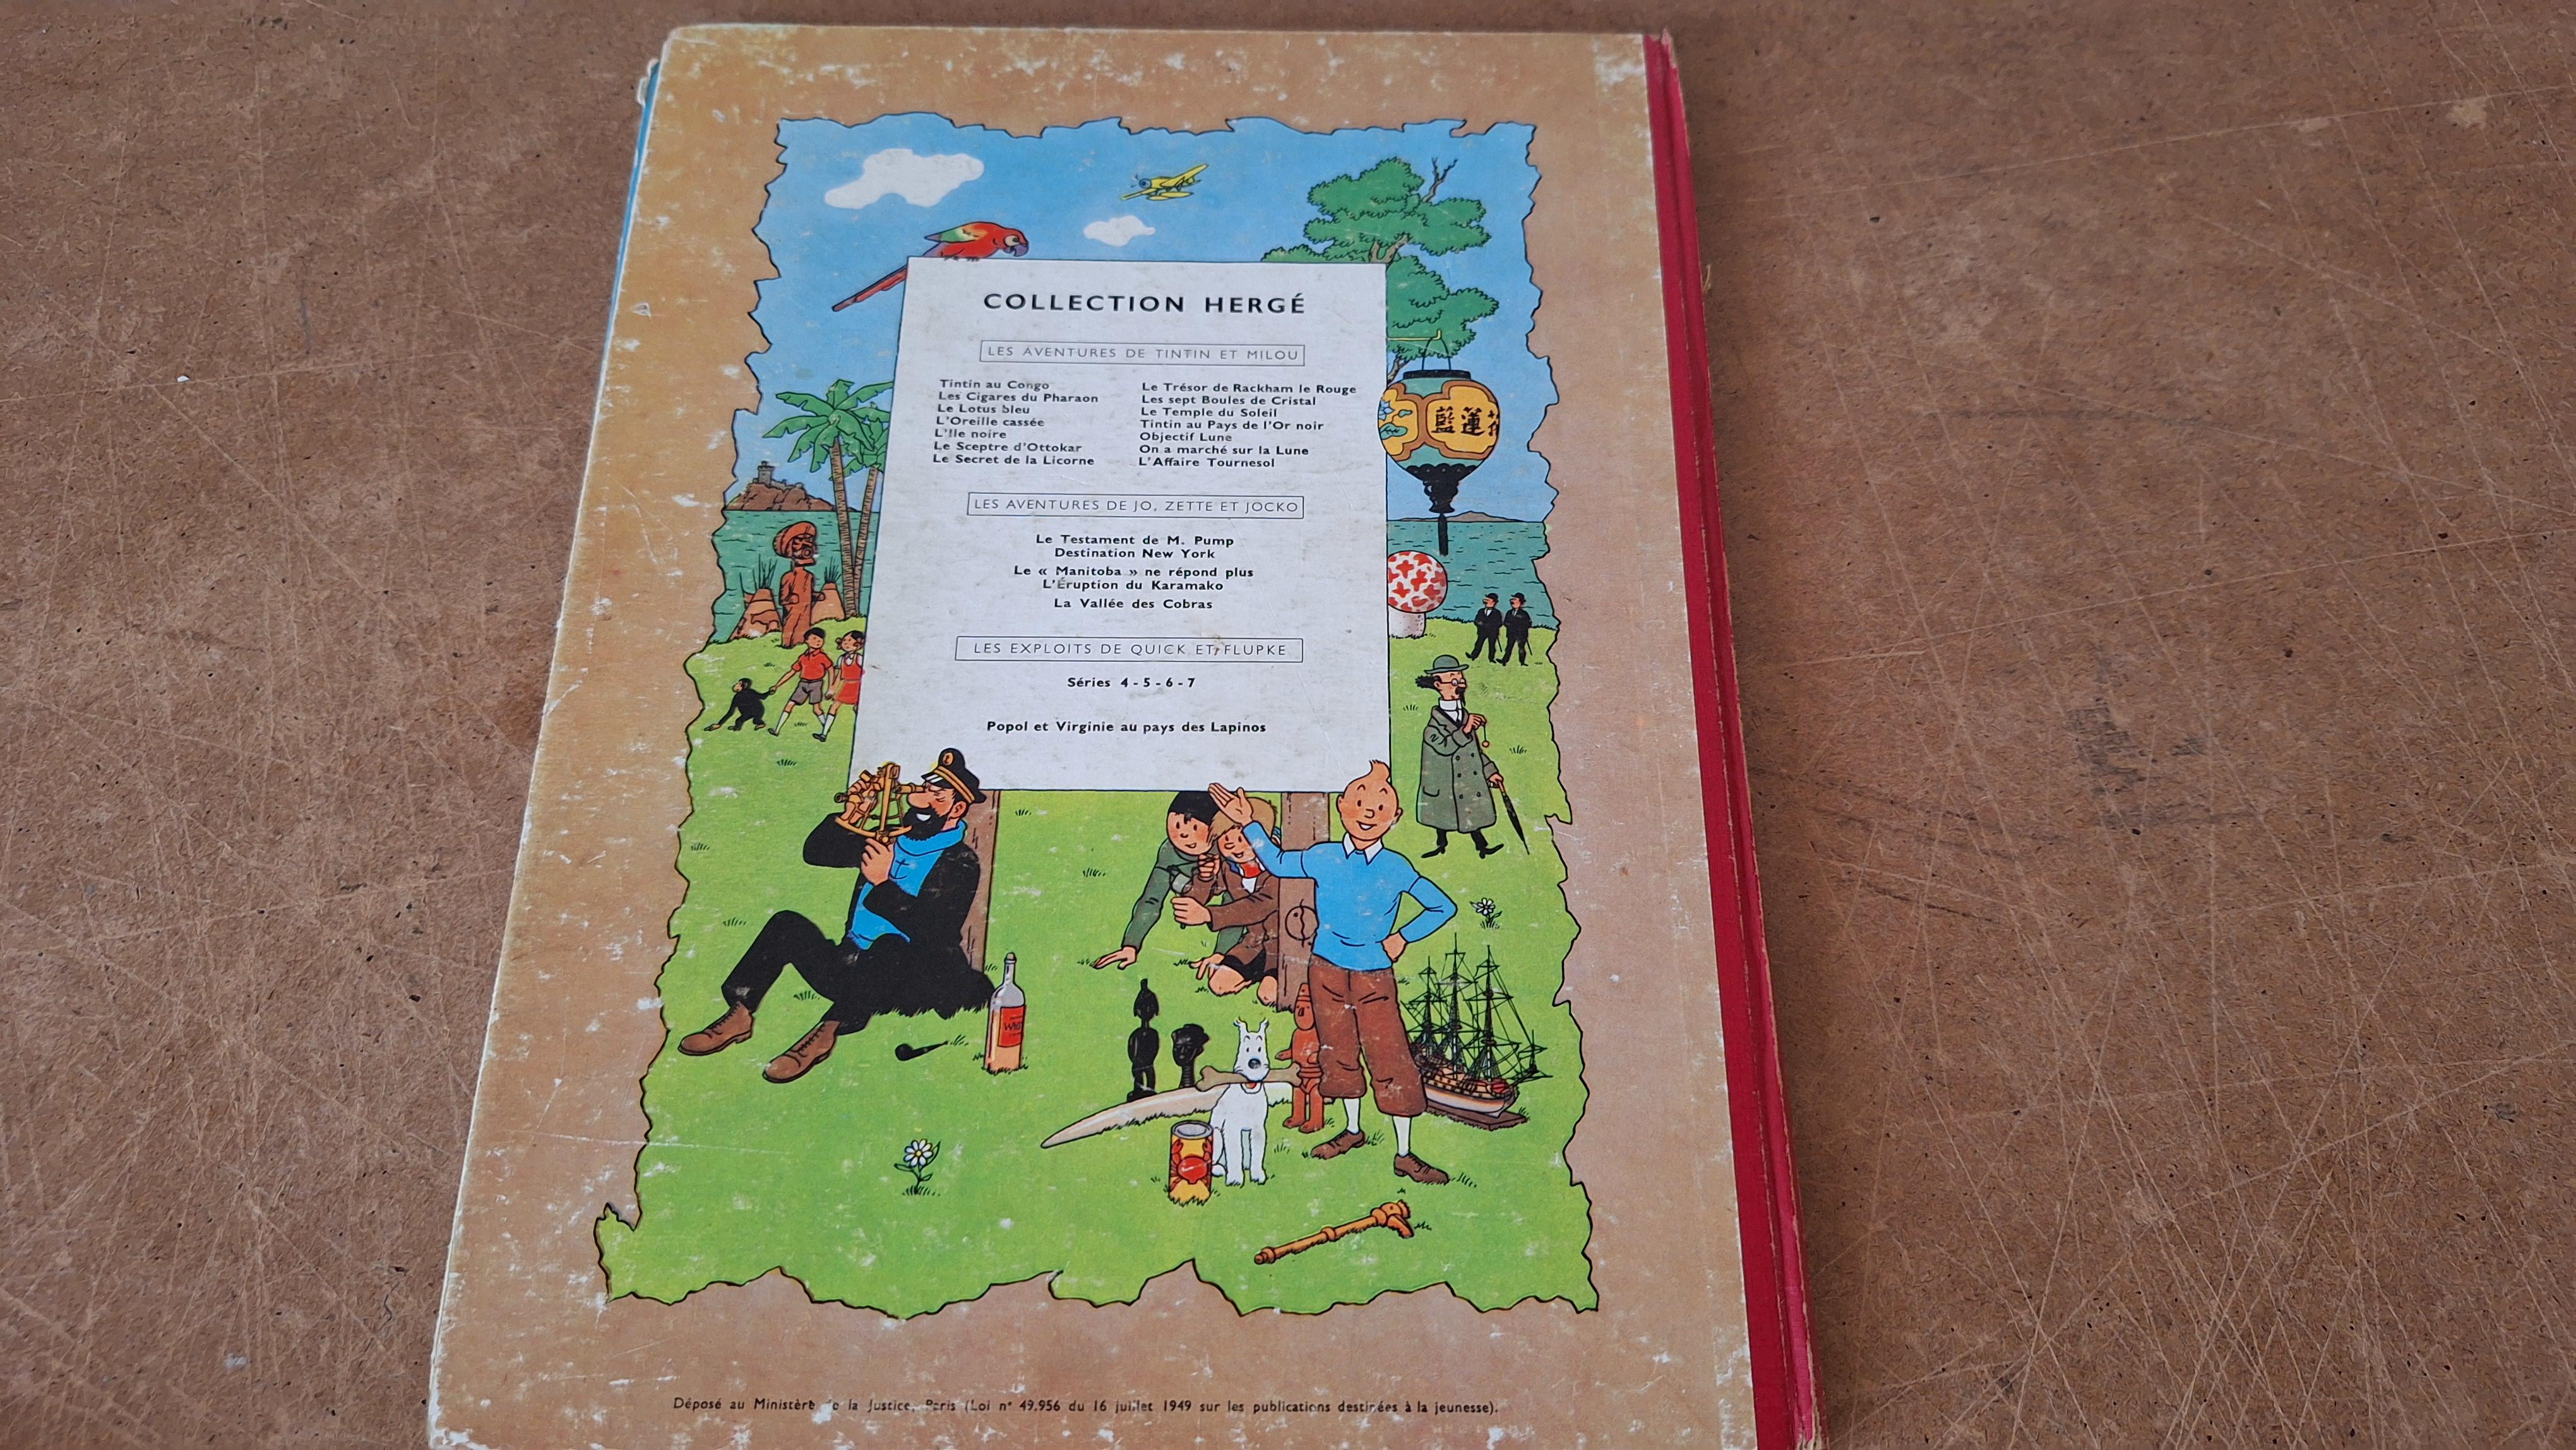 COLLECTION HERGÉ
LES AVENTURES DE TINTIN ET MILOU
Tintin au Congo
Les Cigares du Pharaon
Le Lotus bleu
L'Oreille cassée
L'Ile noire
Le Sceptre d'Ottokar
Le Secret de la Licorne
Le Trésor de Rackham le Rouge
Les sept Boules de Cristal
Le Temple du Soleil
Tintin au Pays de l'Or noir
Objectif Lune
On a marché sur la Lune
L'Affaire Tournesol
藍蓮
LES AVENTURES DE JO, ZETTE ET JOCKO
Le Testament de M. Pump
Destination New York
Le « Manitoba » ne répond plus
L'Éruption du Karamako
La Vallée des Cobras
LES EXPLOITS DE QUICK ET FLUPKE
Séries 4 - 5 - 6 - 7
Popol et Virginie au pays des Lapinos
Déposé au Ministère de la Justice, Paris (Loi n° 49.956 du 16 juillet 1949 sur les publications destinées à la jeunesse).